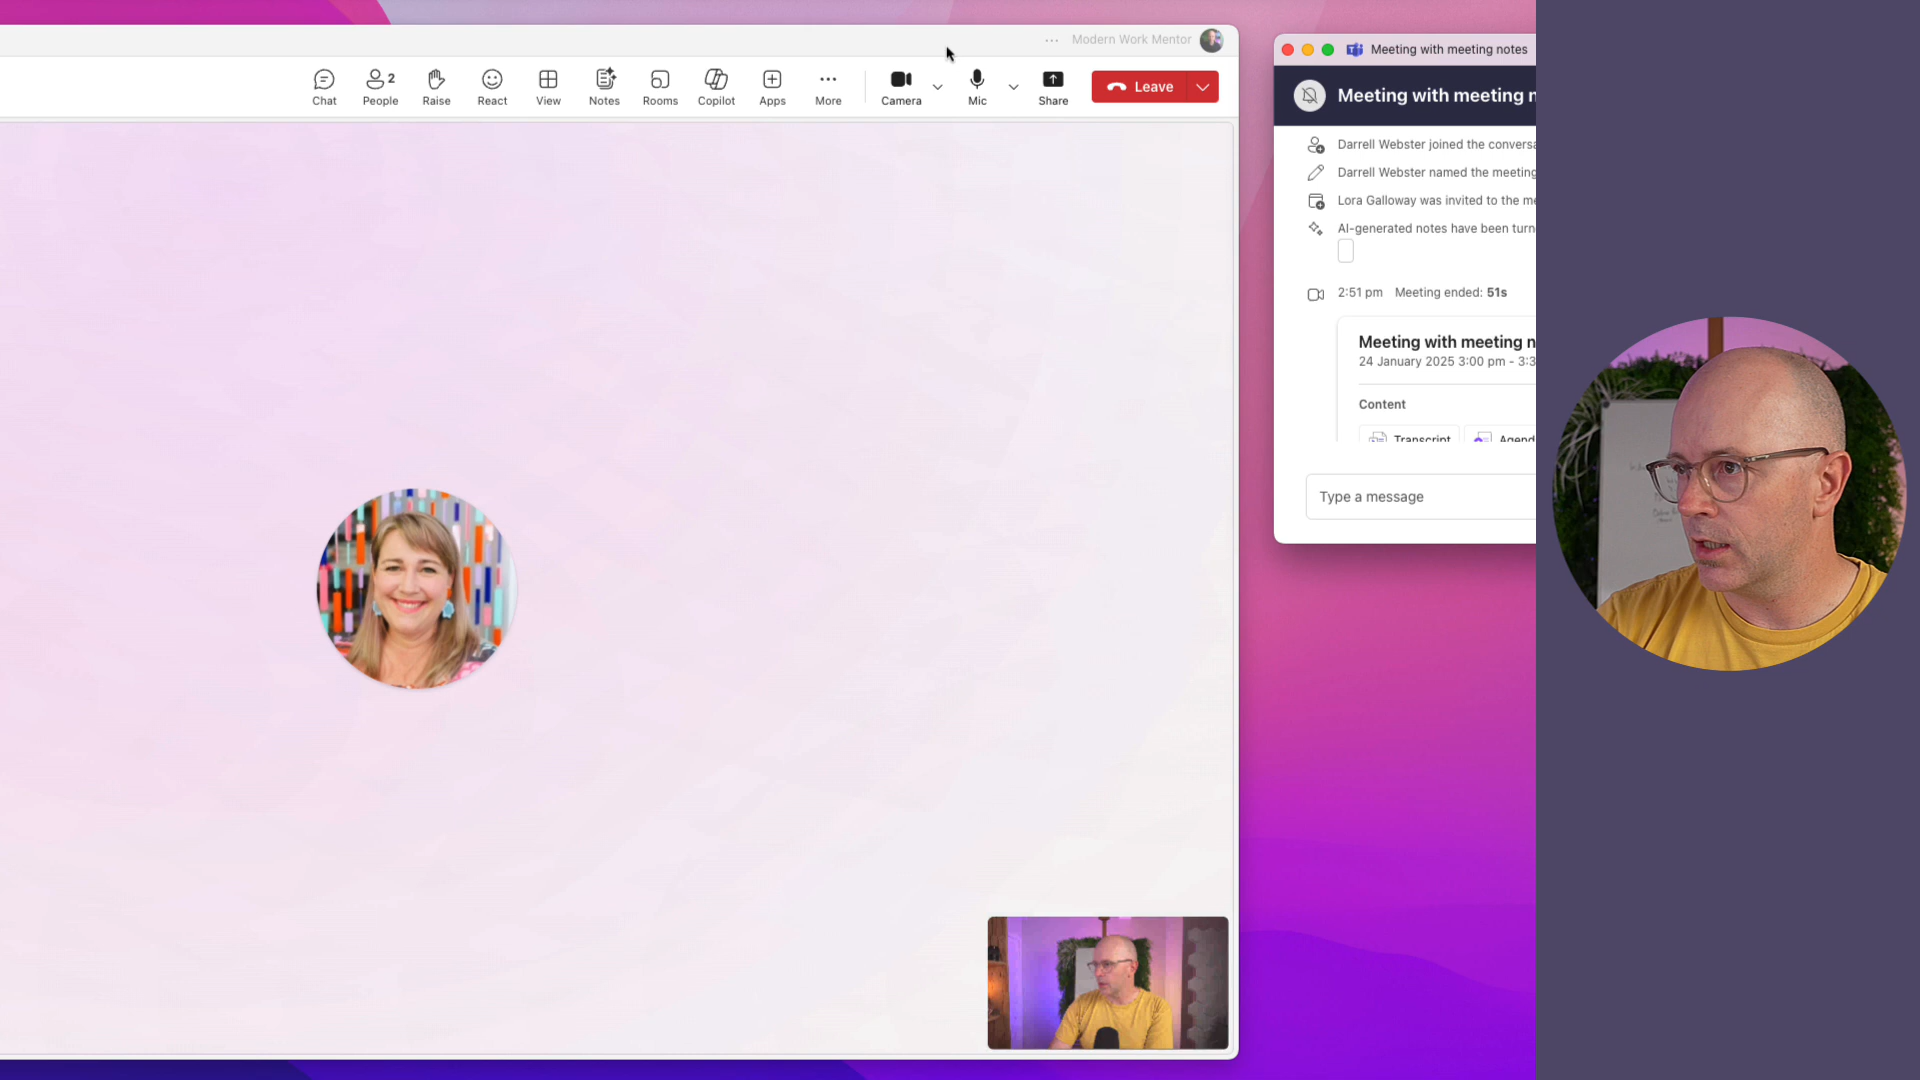 Modern Work Mentor
Chat
People
2
Raise
React
View
Notes
Rooms
Copilot
Apps
More
Camera
Mic
Share
Leave
Meeting with meeting notes
Meeting with meeting n
Darrell Webster joined the conversa
Darrell Webster named the meeting
Lora Galloway was invited to the me
AI-generated notes have been turn
2:51 pm Meeting ended: 51s
Meeting with meeting n
24 January 2025 3:00 pm - 3:3
Content
Transcript
Agend
Type a message